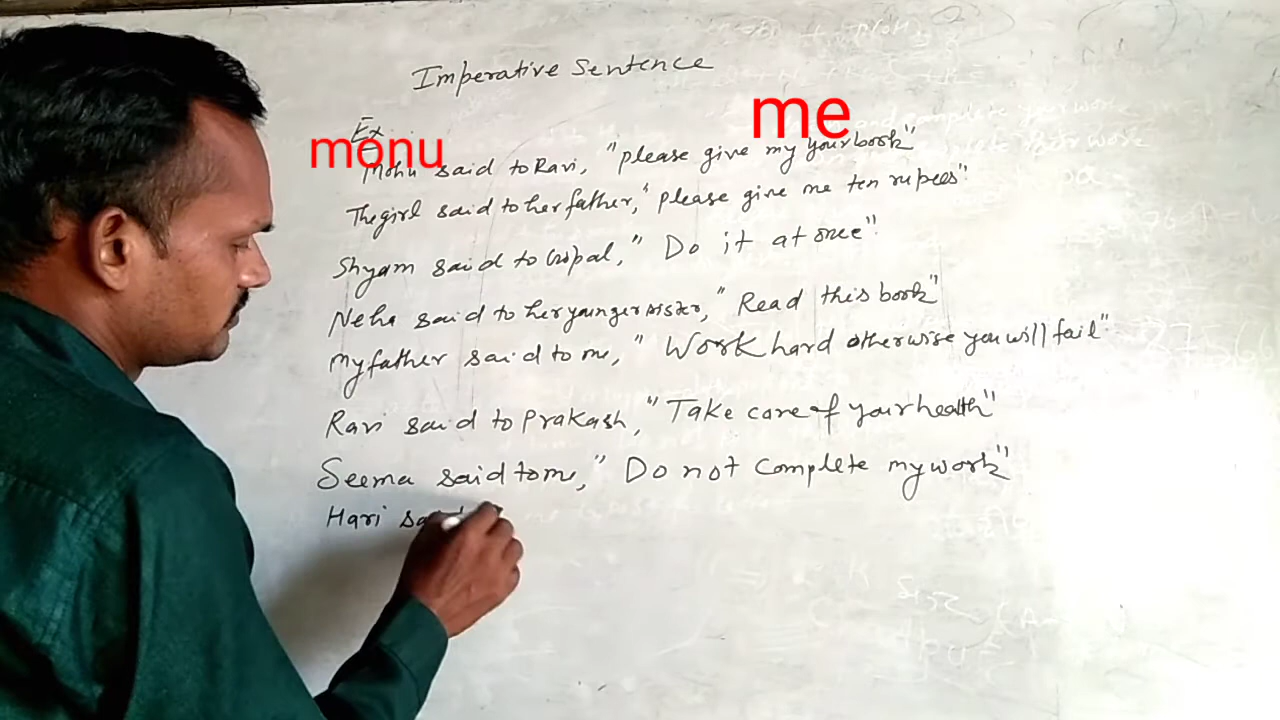 Imperative Sentence
Ex
me
monu
Mohu said to Ravi, "please give my your book"
The girl said to her father, "please give me ten rupees".
Shyam said to Gopal, " Do it at once".
Neha said to her younger sister, "Read this book"
My father said to me, " Work hard otherwise you will fail".
Ravi said to Prakash, "Take care of your health"
Seema said to me, " Do not complete my work"
Hari